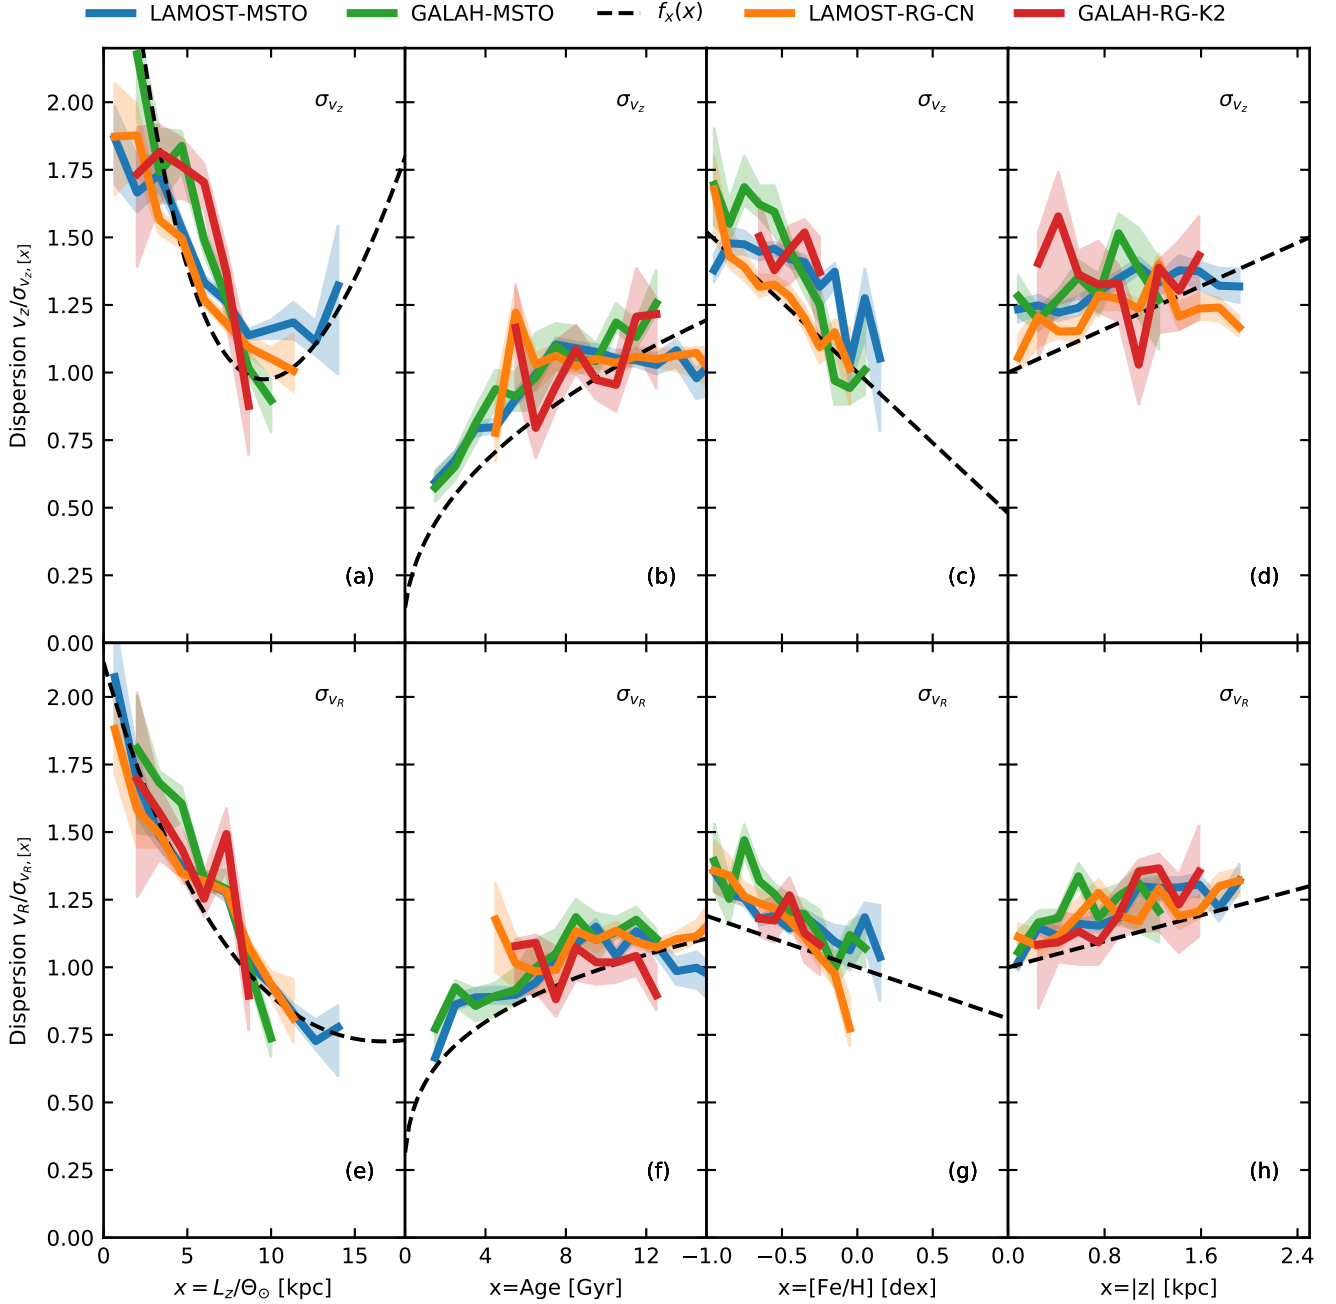 LAMOST-MSTO GALAH-MSTO f_x(x) LAMOST-RG-CN GALAH-RG-K2
Dispersion v_Z/σ_{v_Z, [x]}
2.00
1.75
1.50
1.25
1.00
0.75
0.50
0.25
0.00
σ_{v_Z}
(a)
σ_{v_Z}
(b)
σ_{v_Z}
(c)
σ_{v_Z}
(d)
Dispersion v_R/σ_{v_R, [x]}
2.00
1.75
1.50
1.25
1.00
0.75
0.50
0.25
0.00
σ_{v_R}
(e)
σ_{v_R}
(f)
σ_{v_R}
(g)
σ_{v_R}
(h)
0 5 10 15
x = L_z/Θ_⊙ [kpc]
0 4 8 12
x=Age [Gyr]
−1.0 −0.5 0.0 0.5
x=[Fe/H] [dex]
0.0 0.8 1.6 2.4
x=|z| [kpc]